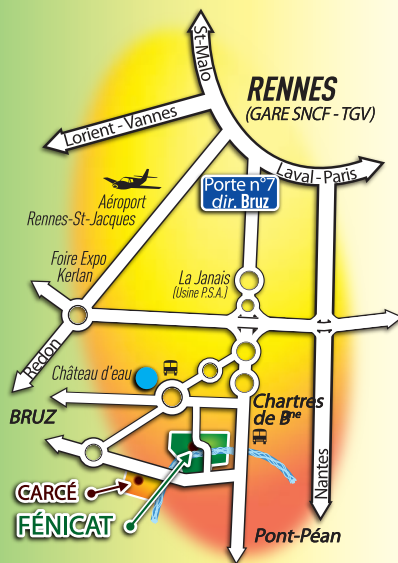 St-Malo
RENNES
(GARE SNCF - TGV)
Lorient - Vannes
Laval - Paris
Porte n°7
dir. Bruz
Aéroport
Rennes-St-Jacques
Foire Expo
Kerlan
La Janais
(Usine P.S.A.)
Redon
Château d'eau
BRUZ
Chartres
de Bgne
Nantes
CARCÉ
FÉNICAT
Pont-Péan